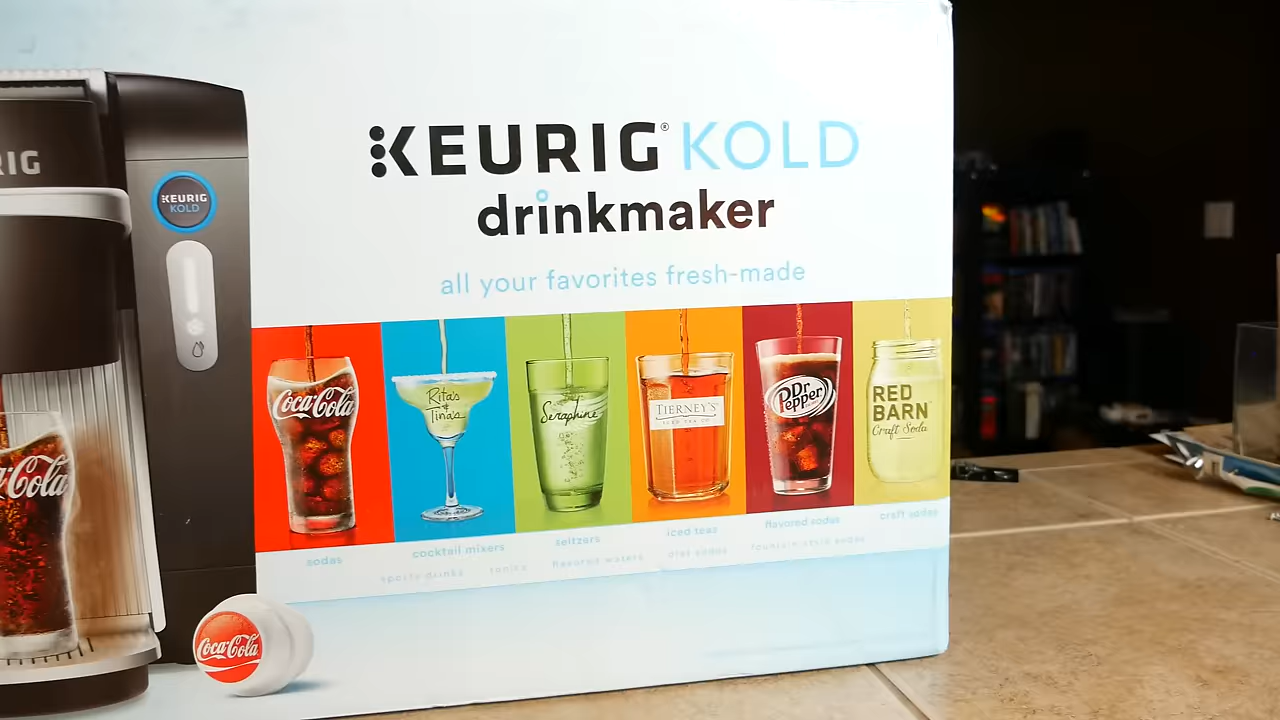 KEURIG® KOLD
drinkmaker
all your favorites fresh-made
RIG
KEURIG
KOLD
Coca-Cola
Coca-Cola
Rita's
&
Tina's
Seraphine
TIERNEY'S
Dr
Pepper
RED
BARN
Craft Soda
sodas
cocktail mixers
seltzers
iced teas
flavored sodas
craft sodas
sports drinks
tonics
flavored waters
diet sodas
fountain-style sodas
Coca-Cola